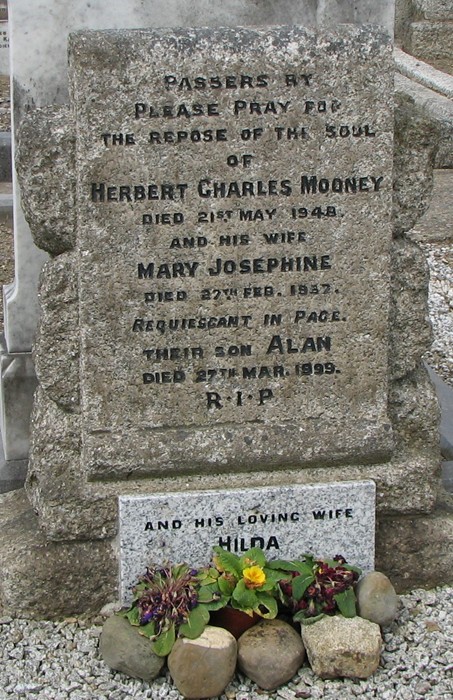 PASSERS BY
PLEASE PRAY FOR
THE REPOSE OF THE SOUL
OF
HERBERT CHARLES MOONEY
DIED 21ST MAY 1948.
AND HIS WIFE
MARY JOSEPHINE
DIED 27TH FEB. 1957.
REQUIESCANT IN PACE.
THEIR SON ALAN
DIED 27TH MAR. 1999.
R·I·P
AND HIS LOVING WIFE
HILDA